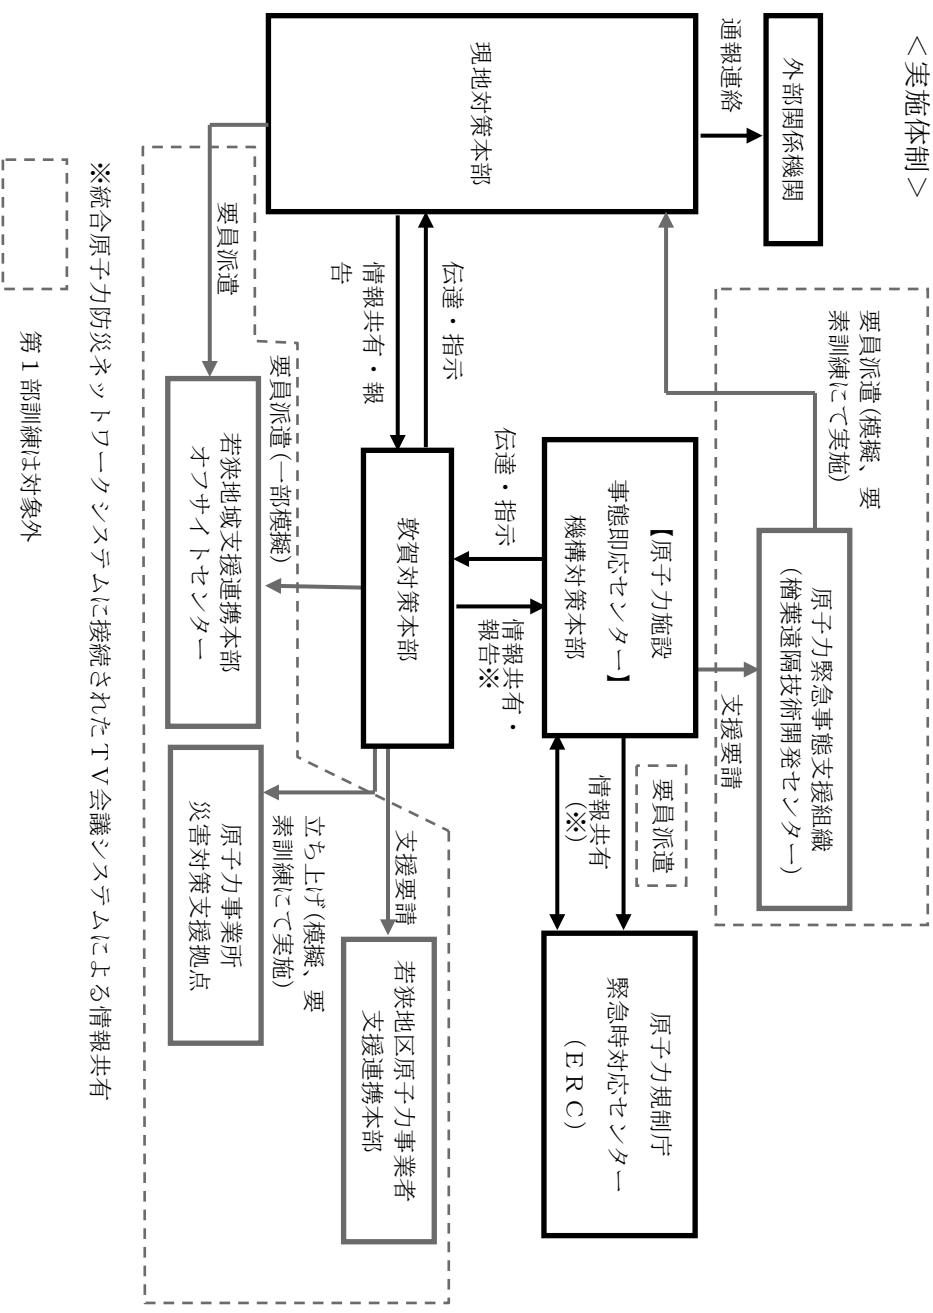 ＜実施体制＞
外部関係機関
通報連絡
現地対策本部
要員派遣（模擬、要
素訓練にて実施）
原子力緊急事態支援組織
（楢葉遠隔技術開発センター）
支援要請
【原子力施設
事態即応センター】
機構対策本部
要員派遣
情報共有
（※）
原子力規制庁
緊急時対応センター
（ＥＲＣ）
伝達・指示
情報共有・
報告※
伝達・指示
情報共有・報
告
敦賀対策本部
支援要請
若狭地区原子力事業者
支援連携本部
要員派遣
要員派遣（一部模擬）
若狭地域支援連携本部
オフサイトセンター
立ち上げ（模擬、要
素訓練にて実施）
原子力事業所
災害対策支援拠点
※統合原子力防災ネットワークシステムに接続されたＴＶ会議システムによる情報共有
第１部訓練は対象外